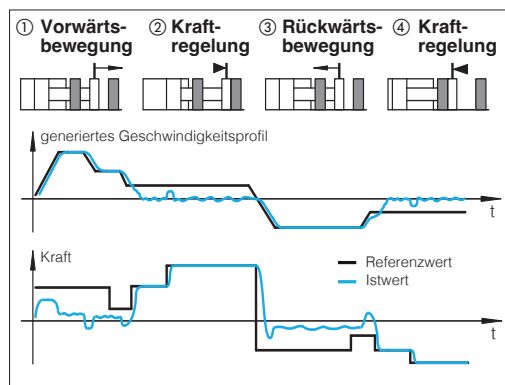 ① Vorwärts-
bewegung
② Kraft-
regelung
③ Rückwärts-
bewegung
④ Kraft-
regelung
generiertes Geschwindigkeitsprofil
t
Kraft
Referenzwert
Istwert
t